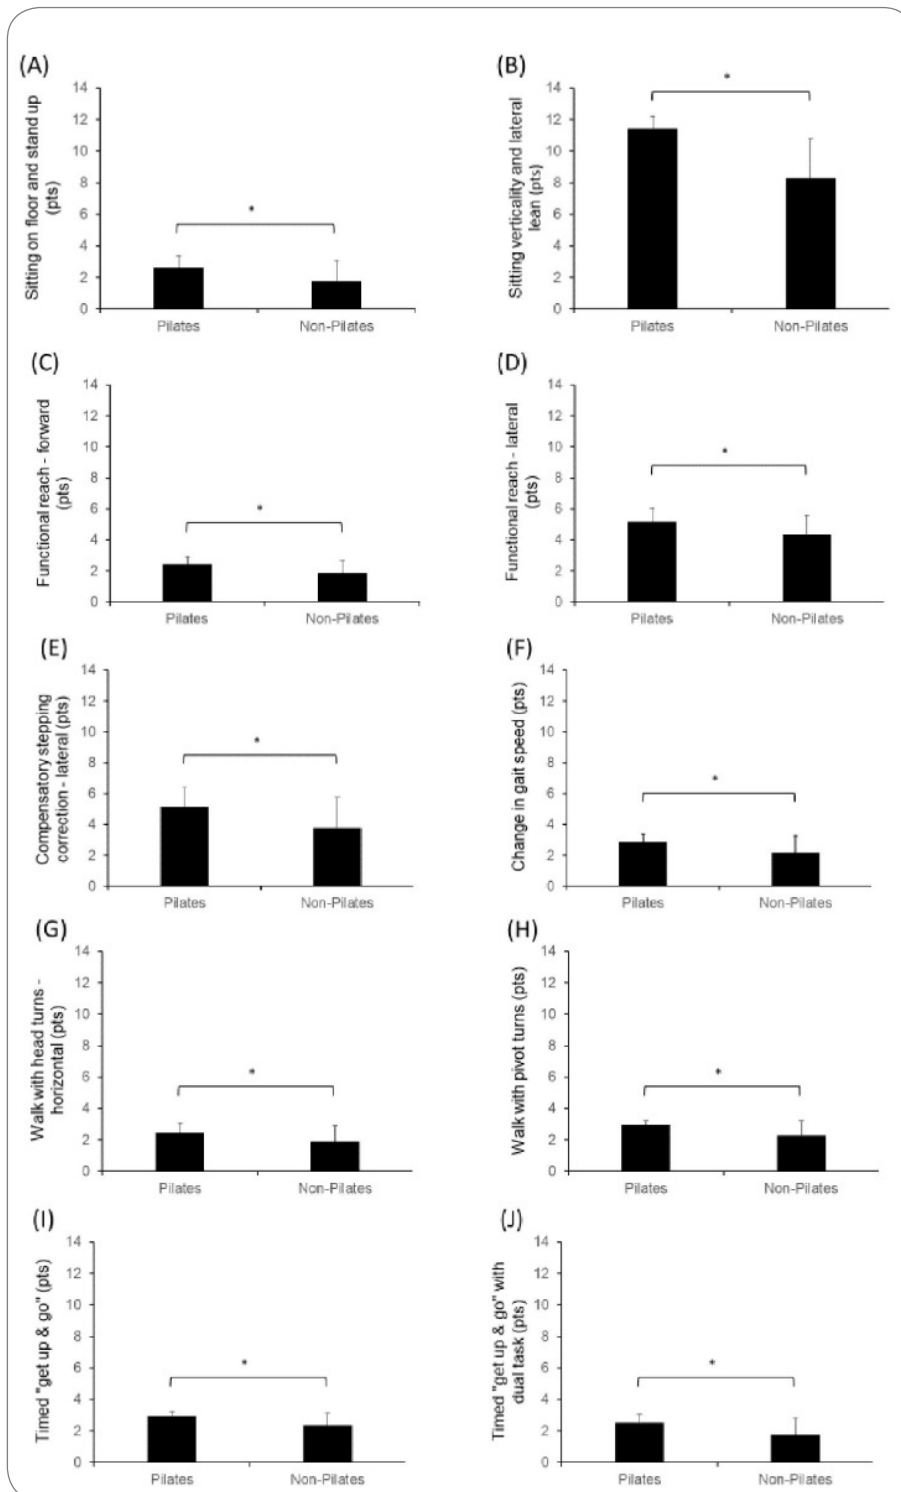 (A)
Sitting on floor and stand up
(pts)
14
12
10
8
6
4
2
0
*
Pilates
Non-Pilates
(B)
Sitting verticality and lateral
lean (pts)
14
12
10
8
6
4
2
0
*
Pilates
Non-Pilates
(C)
Functional reach - forward
(pts)
14
12
10
8
6
4
2
0
*
Pilates
Non-Pilates
(D)
Functional reach - lateral
(pts)
14
12
10
8
6
4
2
0
*
Pilates
Non-Pilates
(E)
Compensatory stepping
correction - lateral (pts)
14
12
10
8
6
4
2
0
*
Pilates
Non-Pilates
(F)
Change in gait speed (pts)
14
12
10
8
6
4
2
0
*
Pilates
Non-Pilates
(G)
Walk with head turns -
horizontal (pts)
14
12
10
8
6
4
2
0
*
Pilates
Non-Pilates
(H)
Walk with pivot turns (pts)
14
12
10
8
6
4
2
0
*
Pilates
Non-Pilates
(I)
Timed "get up & go" (pts)
14
12
10
8
6
4
2
0
*
Pilates
Non-Pilates
(J)
Timed "get up & go" with
dual task (pts)
14
12
10
8
6
4
2
0
*
Pilates
Non-Pilates